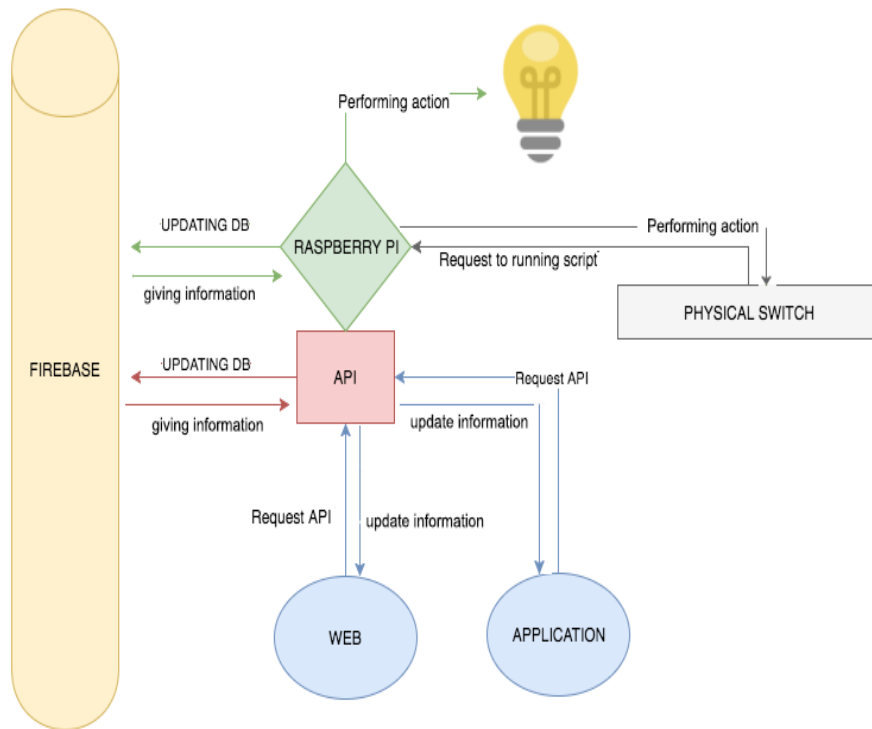 Performing action
UPDATING DB
RASPBERRY PI
Performing action
Request to running script
giving information
PHYSICAL SWITCH
FIREBASE
UPDATING DB
API
Request API
giving information
update information
Request API
update information
WEB
APPLICATION